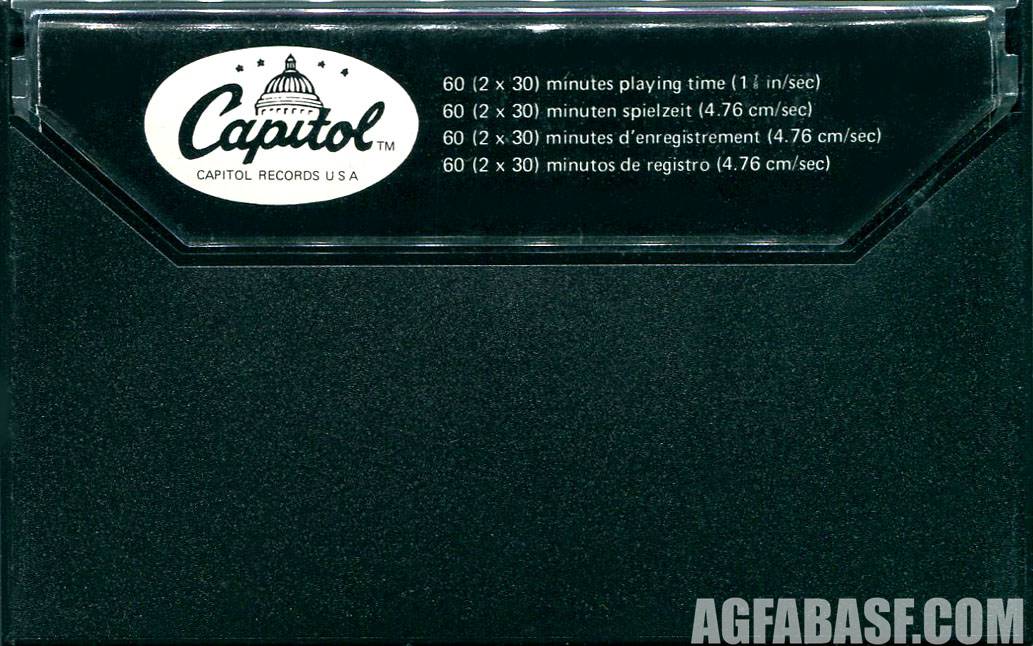 Capitol TM
CAPITOL RECORDS U S A
60 (2 x 30) minutes playing time (1 ⅞ in/sec)
60 (2 x 30) minuten spielzeit (4.76 cm/sec)
60 (2 x 30) minutes d'enregistrement (4.76 cm/sec)
60 (2 x 30) minutos de registro (4.76 cm/sec)
AGFABASF.COM